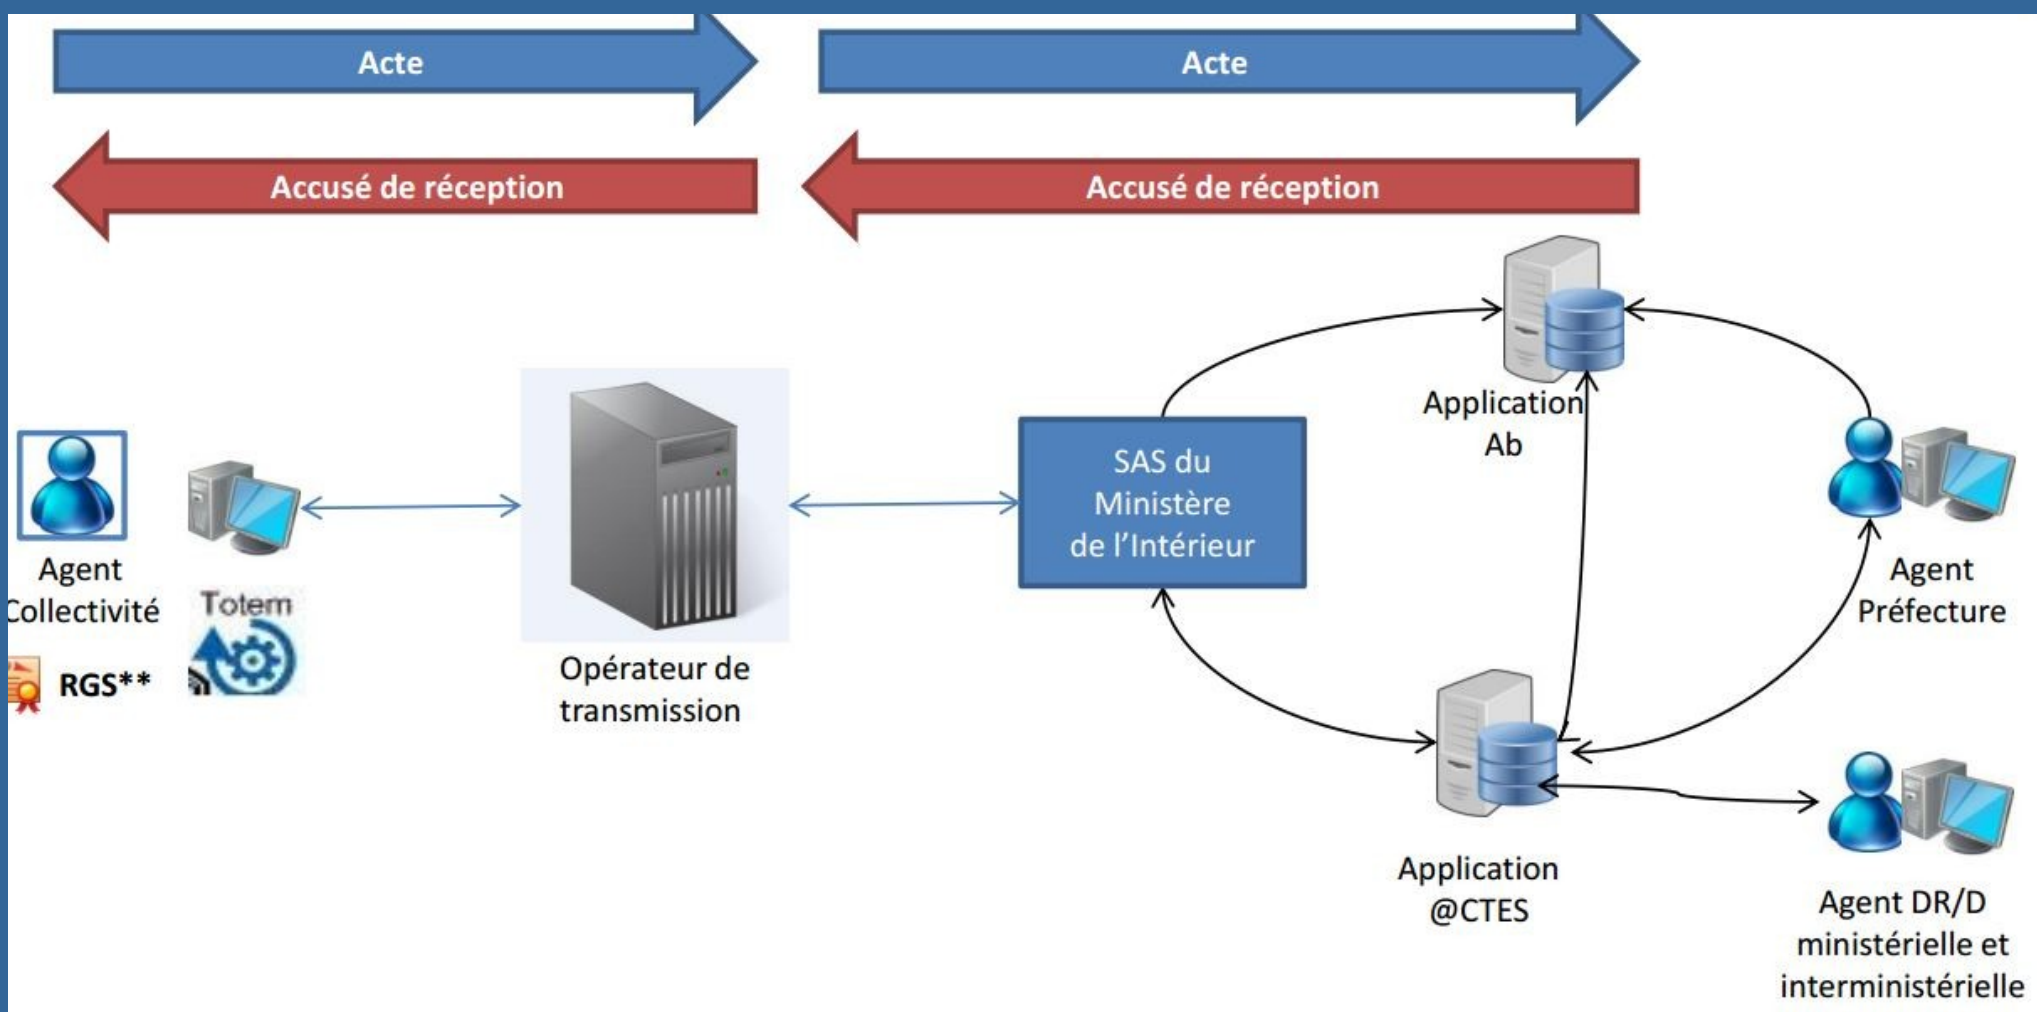 Acte
Acte
Accusé de réception
Accusé de réception
Application
Ab
SAS du
Ministère
de l'Intérieur
Agent
Collectivité
Totem
RGS**
Opérateur de
transmission
Agent
Préfecture
Application
@CTES
Agent DR/D
ministérielle et
interministérielle